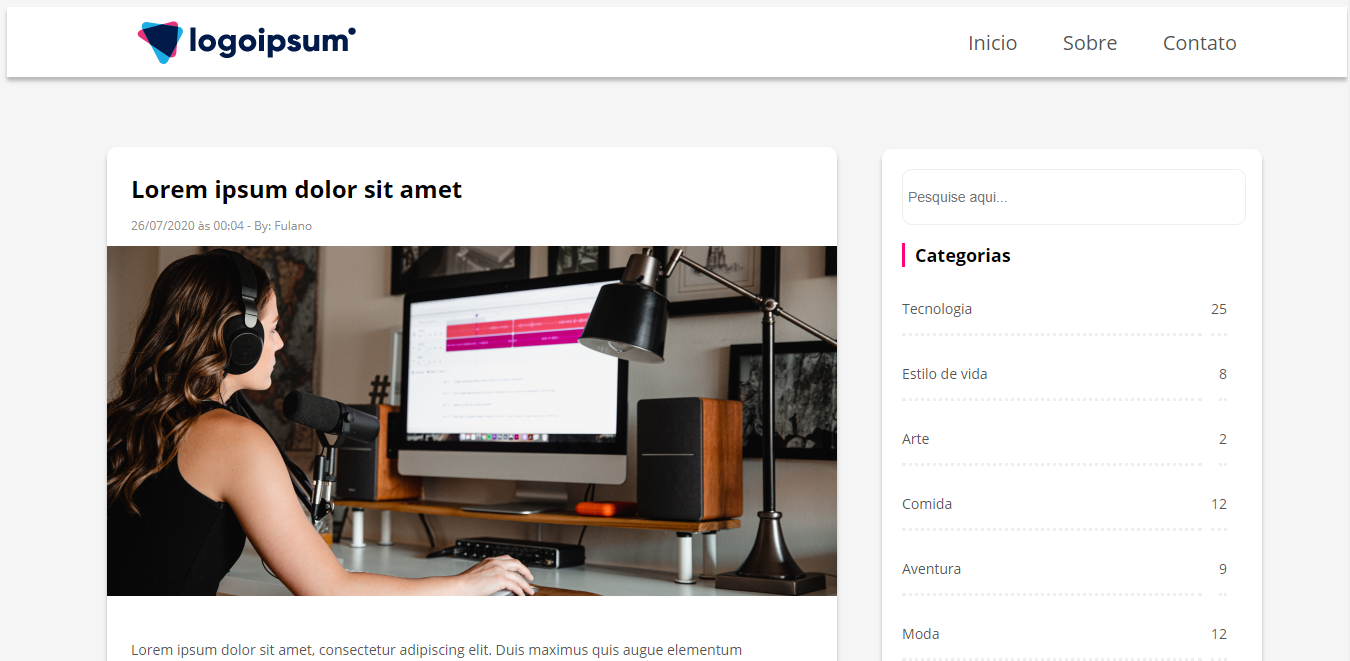 logoipsum
Inicio Sobre Contato
Lorem ipsum dolor sit amet
26/07/2020 às 00:04 - By: Fulano
Lorem ipsum dolor sit amet, consectetur adipiscing elit. Duis maximus quis augue elementum
Pesquise aqui...
Categorias
Tecnologia 25
Estilo de vida 8
Arte 2
Comida 12
Aventura 9
Moda 12